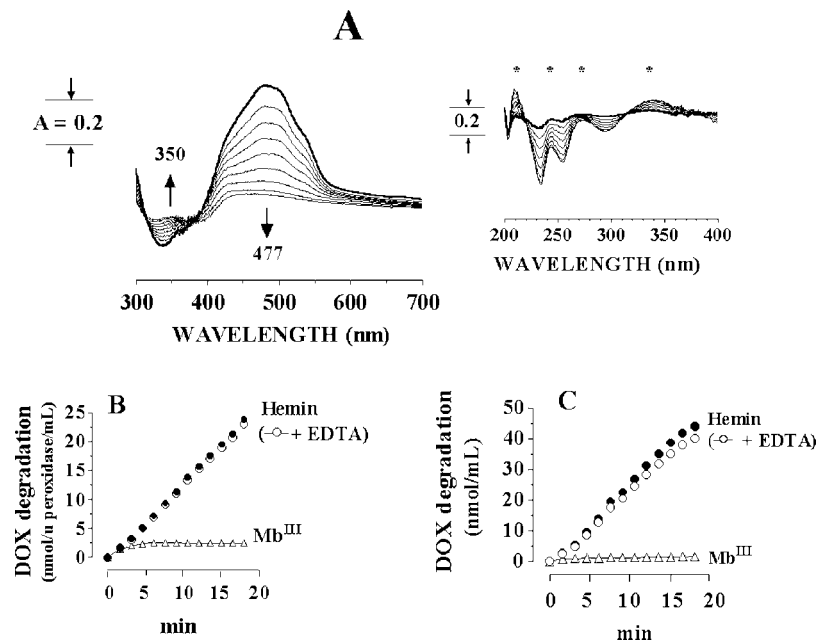 A
A = 0.2
350
477
300 400 500 600 700
WAVELENGTH (nm)
* * * *
0.2
200 250 300 350 400
WAVELENGTH (nm)
B
DOX degradation
(nmol/u peroxidase/mL)
25
20
15
10
5
0
Hemin
(○ + EDTA)
Mb^III
0 5 10 15 20
min
C
DOX degradation
(nmol/mL)
50
40
30
20
10
0
Hemin
(○ + EDTA)
Mb^III
0 5 10 15 20
min